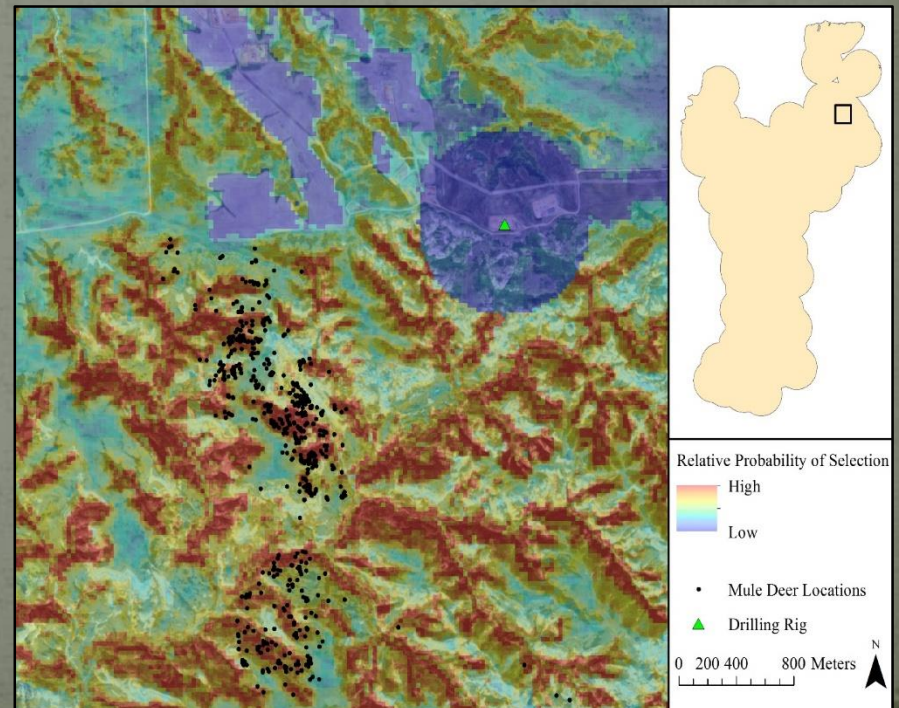 Relative Probability of Selection
High
Low
Mule Deer Locations
Drilling Rig
0 200 400 800 Meters
N